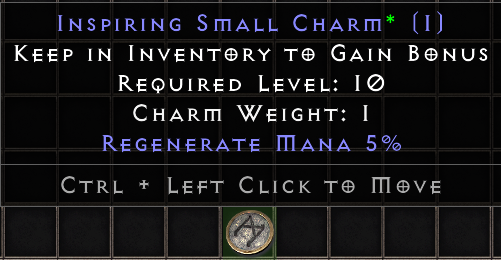 Inspiring Small Charm* (1)
Keep in Inventory to Gain Bonus
Required Level: 10
Charm Weight: 1
Regenerate Mana 5%
Ctrl + Left Click to Move